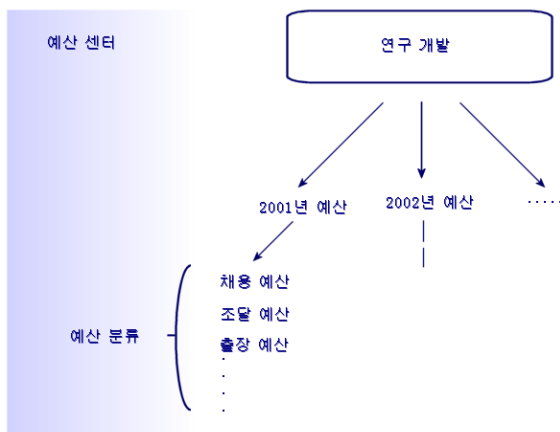 예산 센터
연구 개발
2001년 예산
2002년 예산
.....
채용 예산
조달 예산
출장 예산
예산 분류